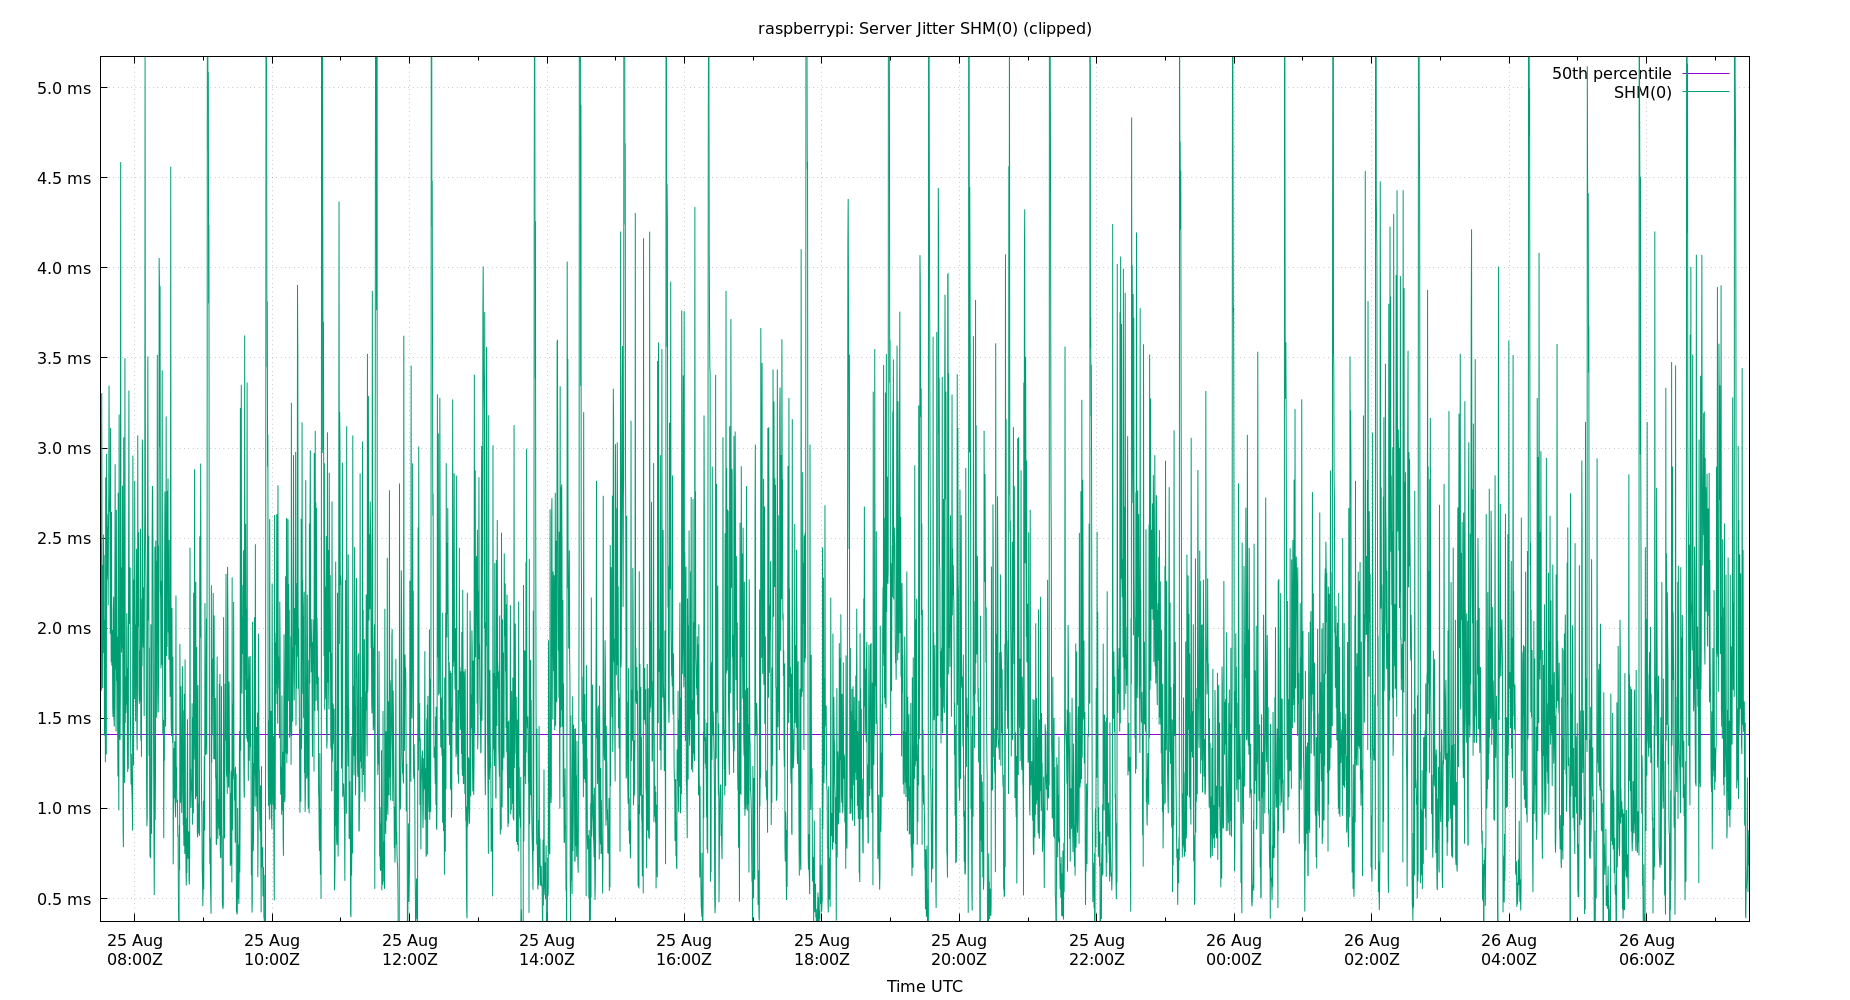 raspberrypi: Server Jitter SHM(0) (clipped)
50th percentile
SHM(0)
5.0 ms
4.5 ms
4.0 ms
3.5 ms
3.0 ms
2.5 ms
2.0 ms
1.5 ms
1.0 ms
0.5 ms
25 Aug 25 Aug 25 Aug 25 Aug 25 Aug 25 Aug 25 Aug 25 Aug 26 Aug 26 Aug 26 Aug 26 Aug
08:00Z 10:00Z 12:00Z 14:00Z 16:00Z 18:00Z 20:00Z 22:00Z 00:00Z 02:00Z 04:00Z 06:00Z
Time UTC